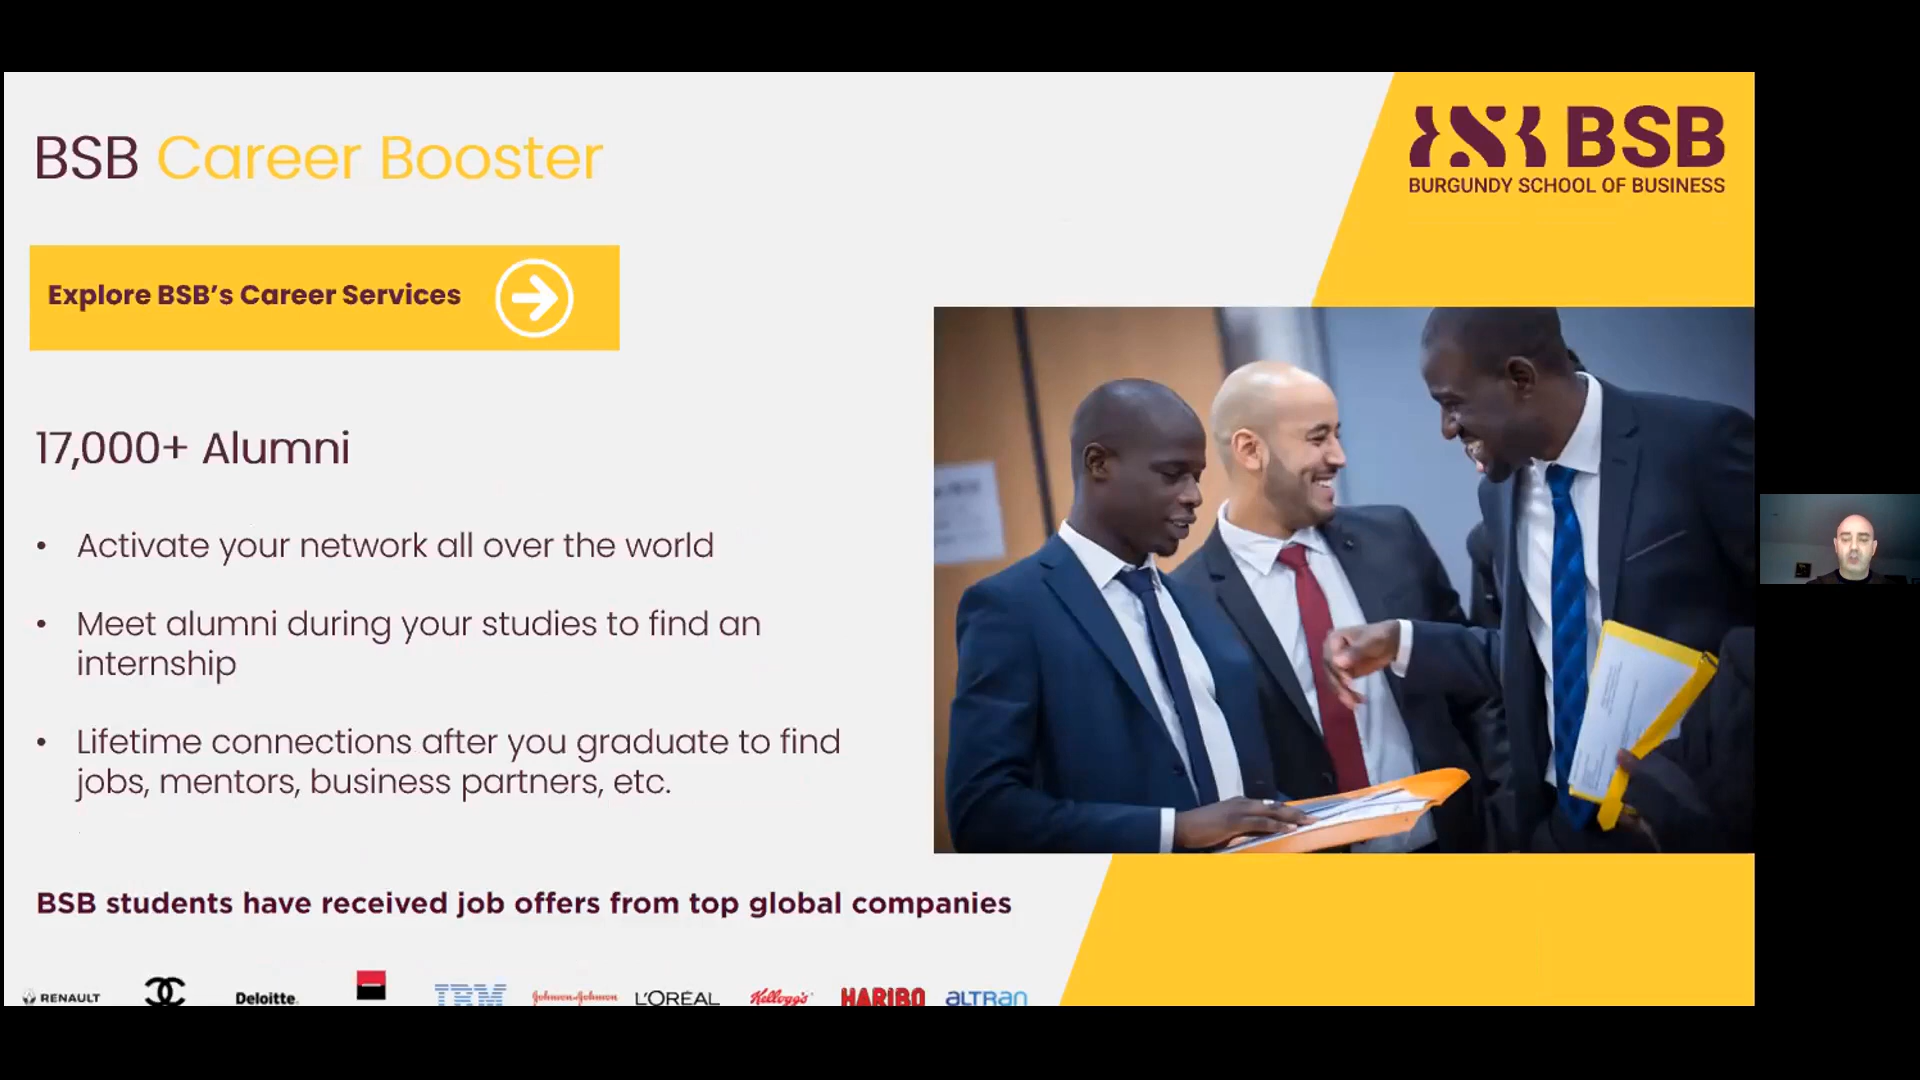 BSB Career Booster
BSB
BURGUNDY SCHOOL OF BUSINESS
Explore BSB's Career Services
17,000+ Alumni
• Activate your network all over the world
• Meet alumni during your studies to find an
internship
• Lifetime connections after you graduate to find
jobs, mentors, business partners, etc.
BSB students have received job offers from top global companies
RENAULT
Deloitte.
IBM
Johnson & Johnson
L'ORÉAL
Kellogg's
HARIBO
ALTRAN